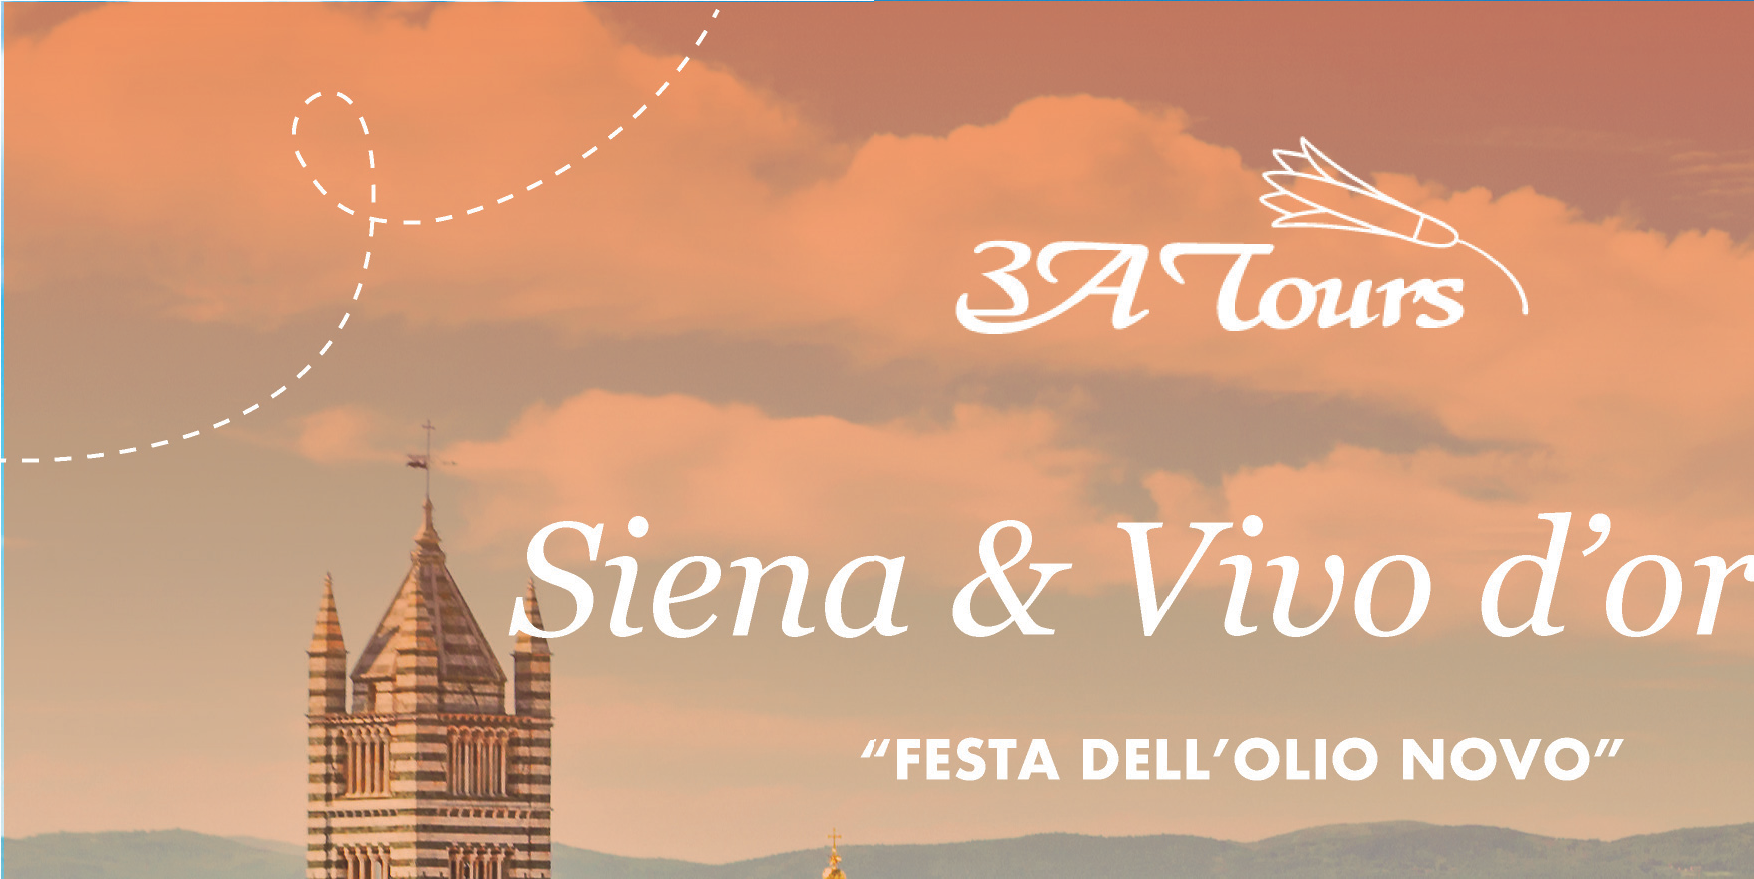 3A Tours
Siena & Vivo d’or
“FESTA DELL’OLIO NOVO”